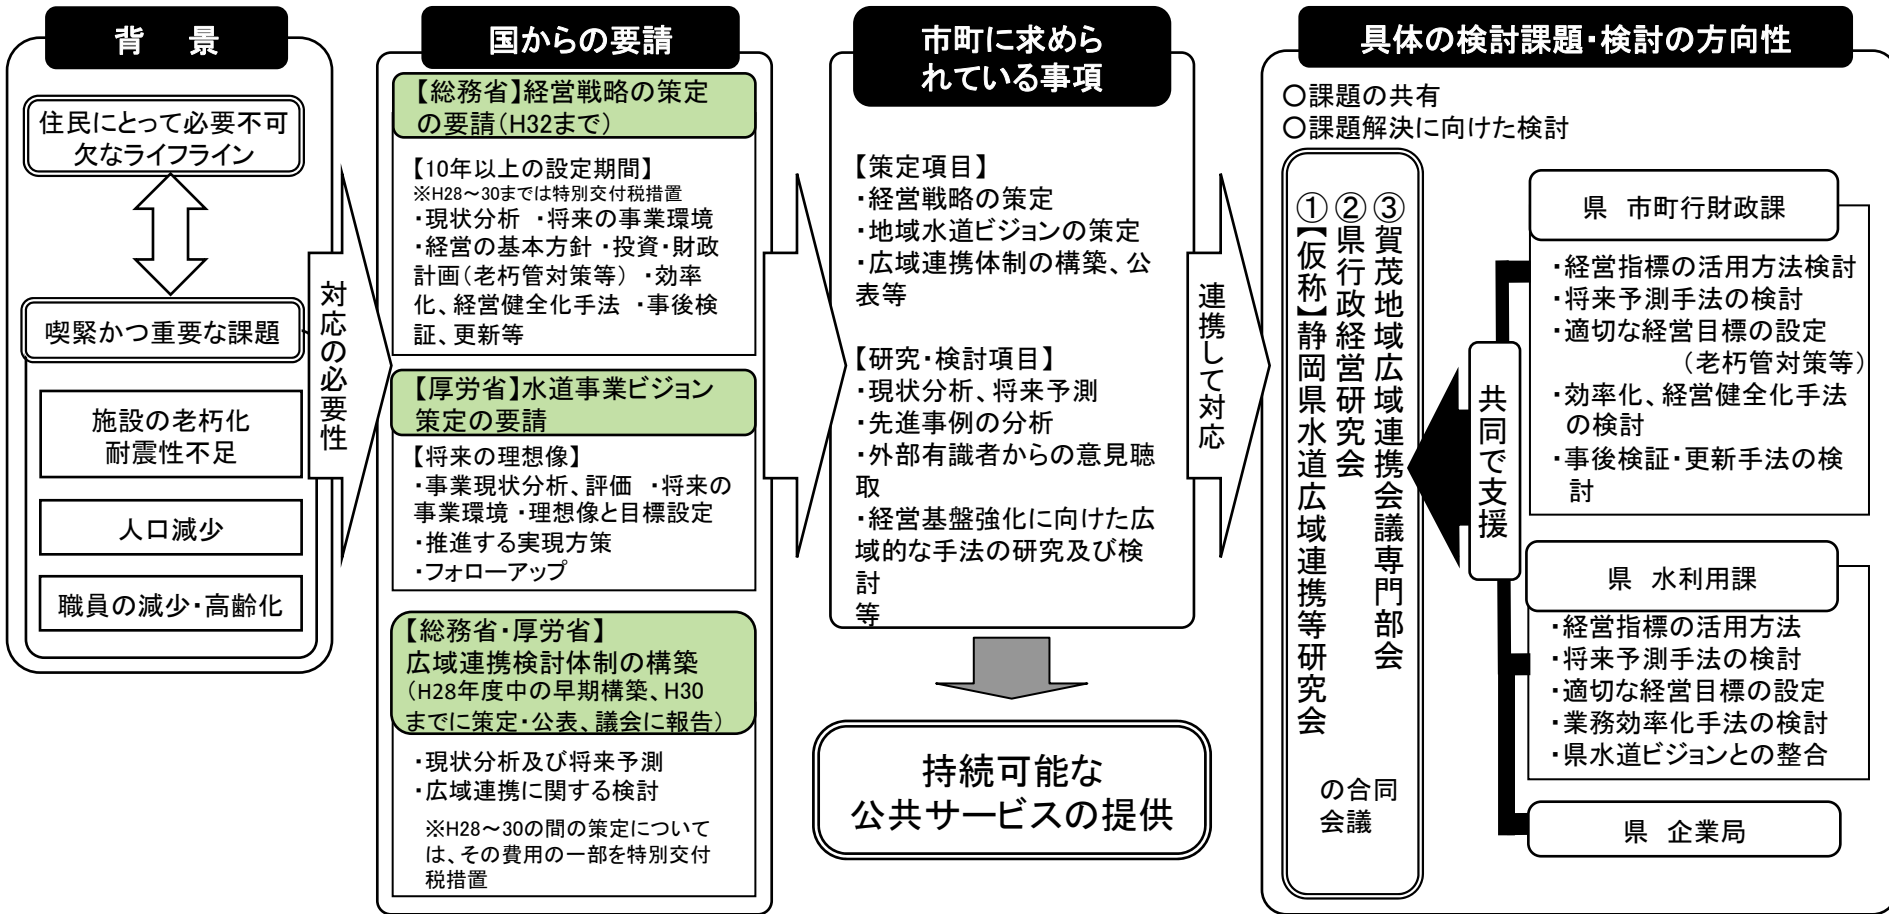 背　景
住民にとって必要不可
欠なライフライン
喫緊かつ重要な課題
施設の老朽化
耐震性不足
人口減少
職員の減少・高齢化
対応の必要性
国からの要請
【総務省】経営戦略の策定
の要請（H32まで）
【10年以上の設定期間】
※H28～30までは特別交付税措置
・現状分析　・将来の事業環境
・経営の基本方針・投資・財政
計画（老朽管対策等）　・効率
化、経営健全化手法　・事後検
証、更新等
【厚労省】水道事業ビジョン
策定の要請
【将来の理想像】
・事業現状分析、評価　・将来の
事業環境・理想像と目標設定
・推進する実現方策
・フォローアップ
【総務省・厚労省】
広域連携検討体制の構築
（H28年度中の早期構築、H30
までに策定・公表、議会に報告）
・現状分析及び将来予測
・広域連携に関する検討
※H28～30の間の策定について
は、その費用の一部を特別交付
税措置
市町に求めら
れている事項
【策定項目】
・経営戦略の策定
・地域水道ビジョンの策定
・広域連携体制の構築、公
表等
【研究・検討項目】
・現状分析、将来予測
・先進事例の分析
・外部有識者からの意見聴
取
・経営基盤強化に向けた広
域的な手法の研究及び検
討
等
持続可能な
公共サービスの提供
連携して対応
具体の検討課題・検討の方向性
○課題の共有
○課題解決に向けた検討
①【仮称】静岡県水道広域連携等研究会
②県行政経営研究会
③賀茂地域広域連携会議専門部会
の合同
会議
共同で支援
県　市町行財政課
・経営指標の活用方法検討
・将来予測手法の検討
・適切な経営目標の設定
（老朽管対策等）
・効率化、経営健全化手法
の検討
・事後検証・更新手法の検
討
県　水利用課
・経営指標の活用方法
・将来予測手法の検討
・適切な経営目標の設定
・業務効率化手法の検討
・県水道ビジョンとの整合
県　企業局